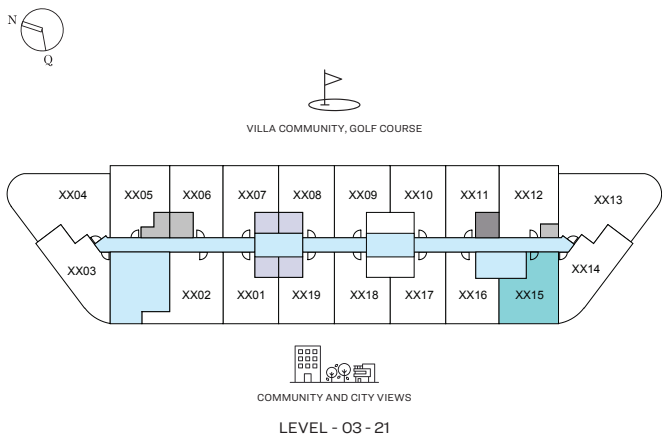 N
Q
VILLA COMMUNITY, GOLF COURSE
XX04
XX05
XX06
XX07
XX08
XX09
XX10
XX11
XX12
XX13
XX03
XX02
XX01
XX19
XX18
XX17
XX16
XX15
XX14
COMMUNITY AND CITY VIEWS
LEVEL - 03 - 21